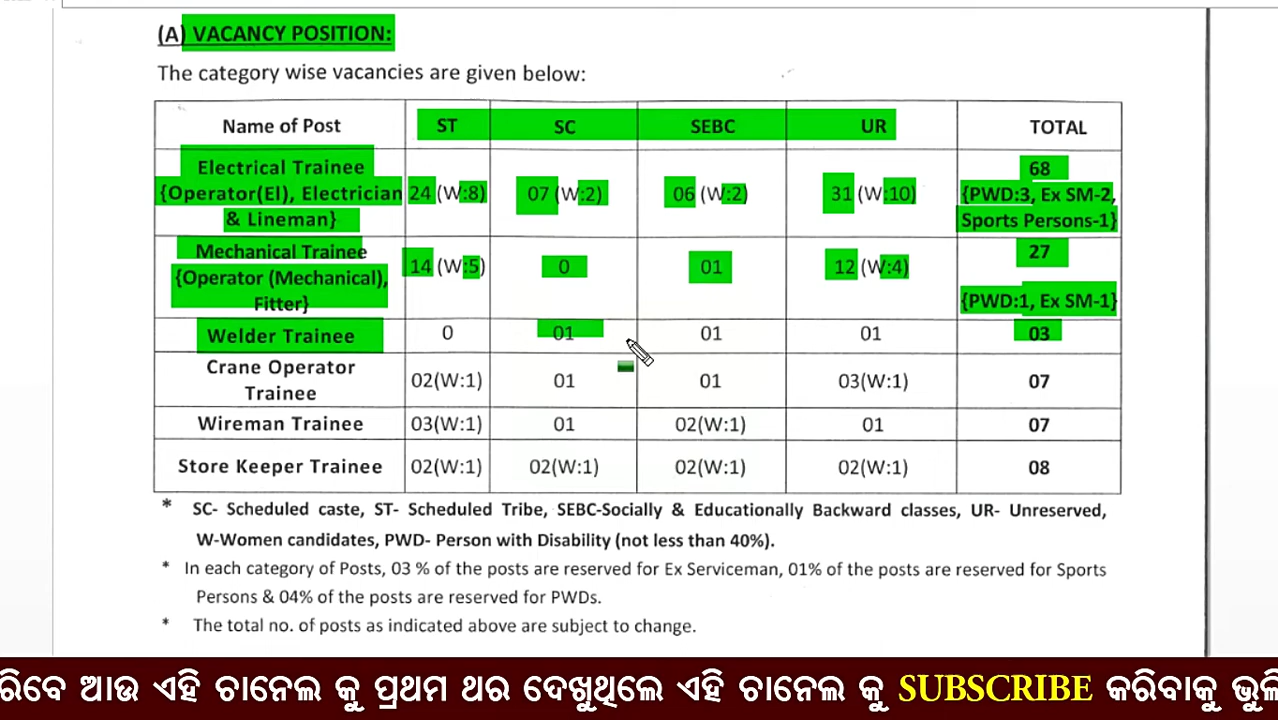 (A) VACANCY POSITION:
The category wise vacancies are given below:
Name of Post ST SC SEBC UR TOTAL
Electrical Trainee
{Operator(El), Electrician
& Lineman} 24 (W:8) 07 (W:2) 06 (W:2) 31 (W:10) 68
{PWD:3, Ex SM-2,
Sports Persons-1}
Mechanical Trainee
{Operator (Mechanical),
Fitter} 14 (W:5) 0 01 12 (W:4) 27
{PWD:1, Ex SM-1}
Welder Trainee 0 01 01 01 03
Crane Operator
Trainee 02(W:1) 01 01 03(W:1) 07
Wireman Trainee 03(W:1) 01 02(W:1) 01 07
Store Keeper Trainee 02(W:1) 02(W:1) 02(W:1) 02(W:1) 08
* SC- Scheduled caste, ST- Scheduled Tribe, SEBC-Socially & Educationally Backward classes, UR- Unreserved,
W-Women candidates, PWD- Person with Disability (not less than 40%).
* In each category of Posts, 03 % of the posts are reserved for Ex Serviceman, 01% of the posts are reserved for Sports
Persons & 04% of the posts are reserved for PWDs.
* The total no. of posts as indicated above are subject to change.
ରିବେ ଆଉ ଏହି ଚାନେଲ କୁ ପ୍ରଥମ ଥର ଦେଖୁଥିଲେ ଏହି ଚାନେଲ କୁ SUBSCRIBE କରିବାକୁ ଭୁଲି